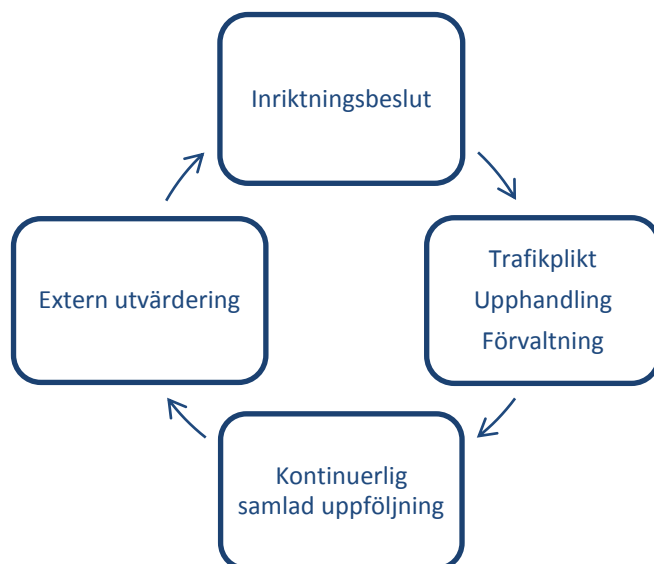 Inriktningsbeslut
Trafikplikt
Upphandling
Förvaltning
Kontinuerlig
samlad uppföljning
Extern utvärdering